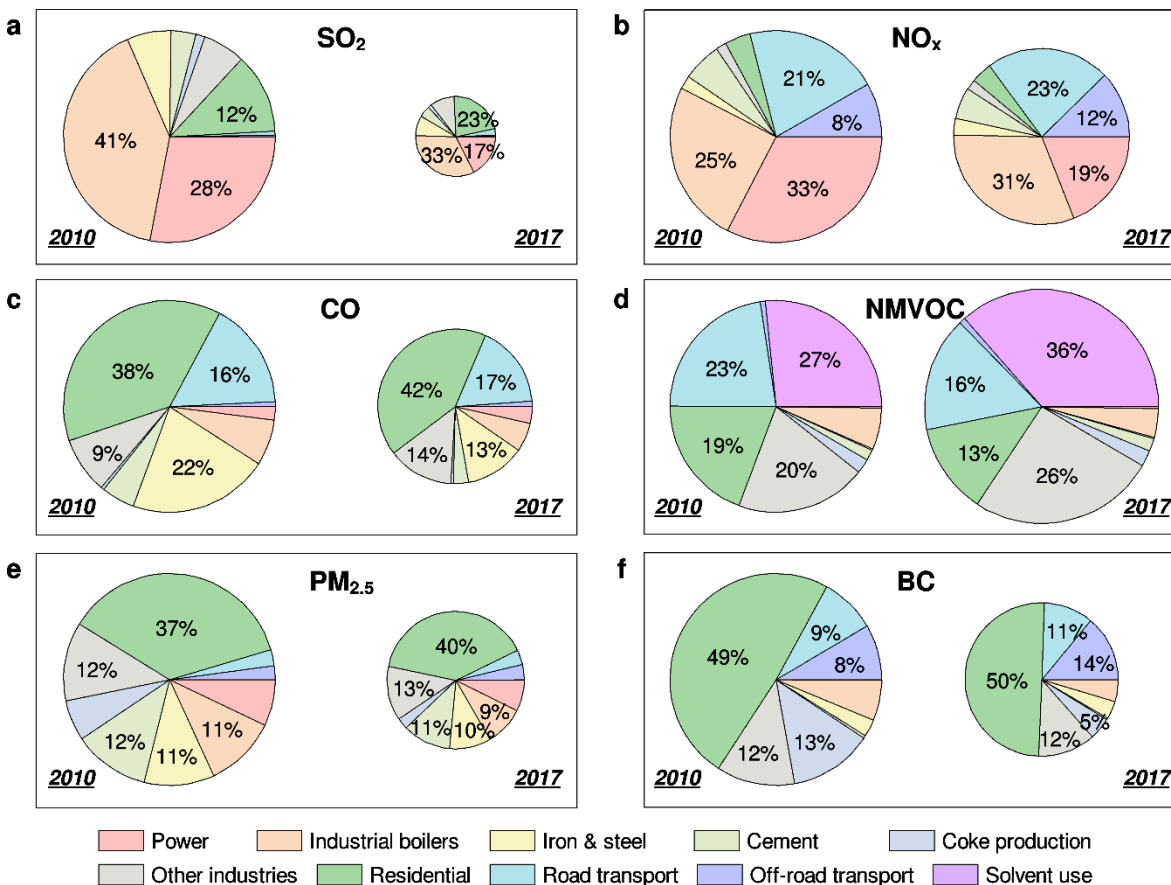 a
SO2
12%
41%
28%
23%
33%
17%
2010
2017
b
NOx
21%
8%
25%
33%
23%
12%
31%
19%
2010
2017
c
CO
38%
16%
9%
22%
42%
17%
14%
13%
2010
2017
d
NMVOC
27%
23%
19%
20%
36%
16%
13%
26%
2010
2017
e
PM2.5
37%
12%
12%
11%
11%
40%
13%
9%
11%
10%
2010
2017
f
BC
49%
9%
8%
12%
13%
11%
14%
50%
5%
12%
2010
2017
Power
Industrial boilers
Iron & steel
Cement
Coke production
Other industries
Residential
Road transport
Off-road transport
Solvent use